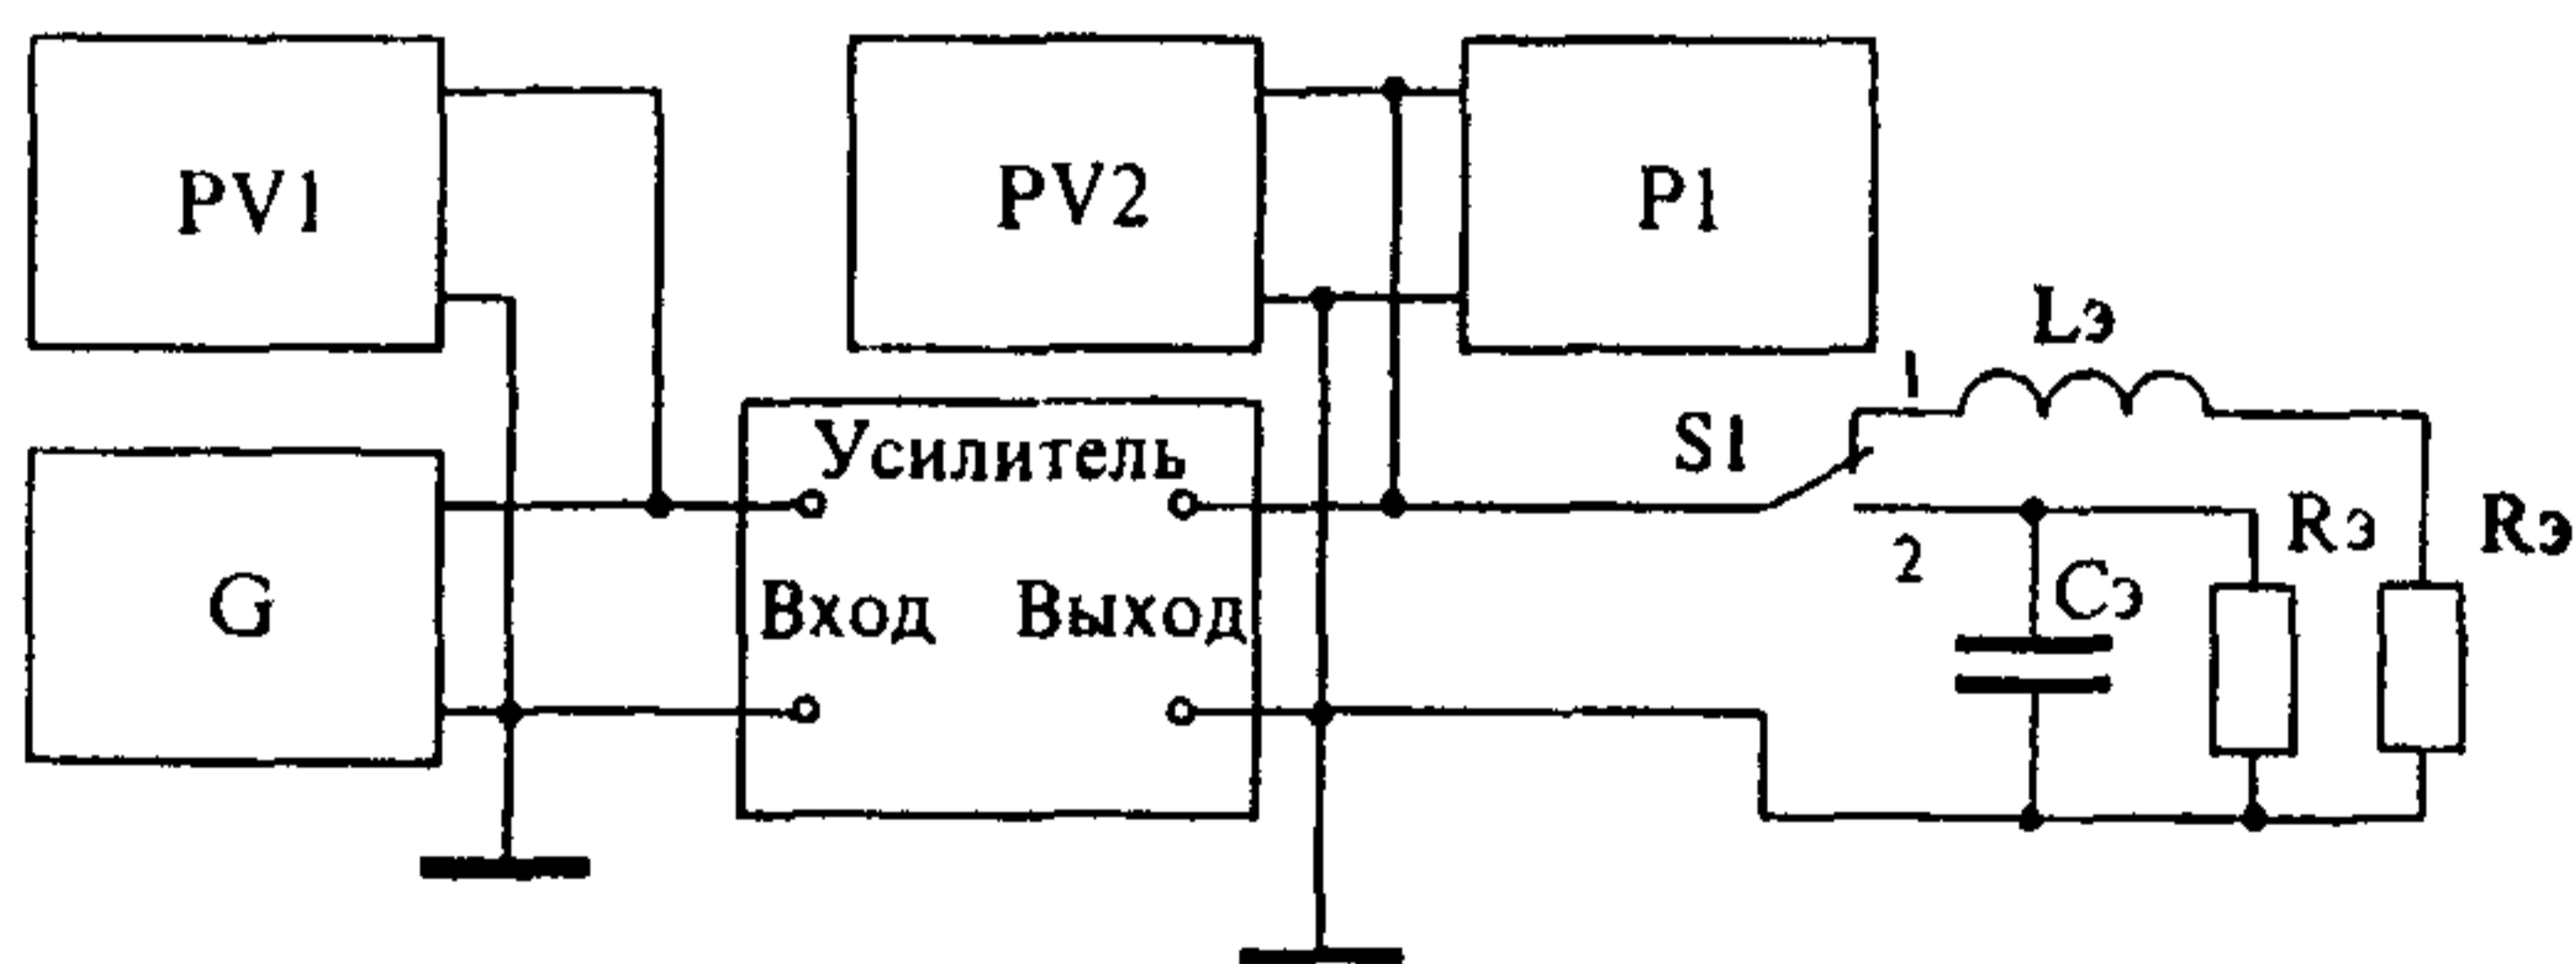 PV1
PV2
P1
Lэ
1
Усилитель
S1
Rэ
Rэ
2
Cэ
G
Вход
Выход